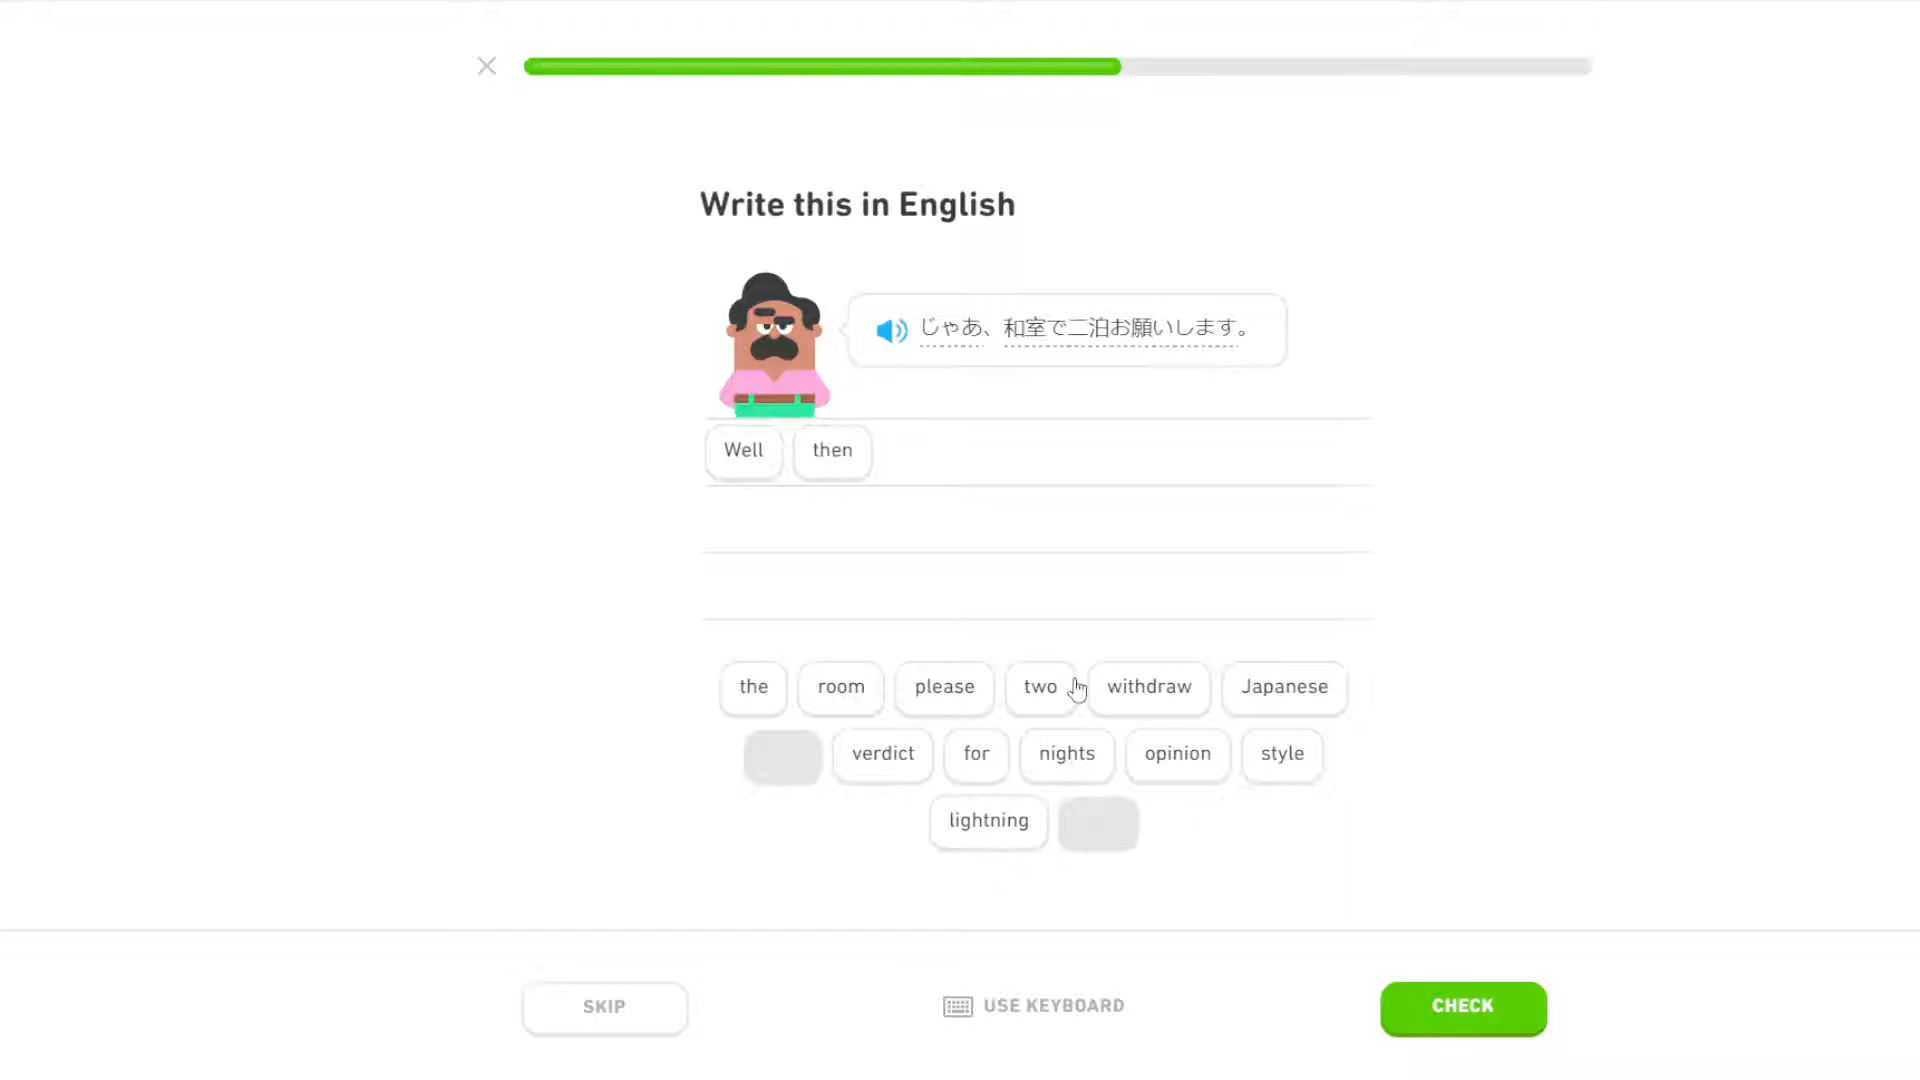 Write this in English
じゃあ、和室で二泊お願いします。
Well then
the room please two withdraw Japanese
verdict for nights opinion style
lightning
SKIP USE KEYBOARD CHECK